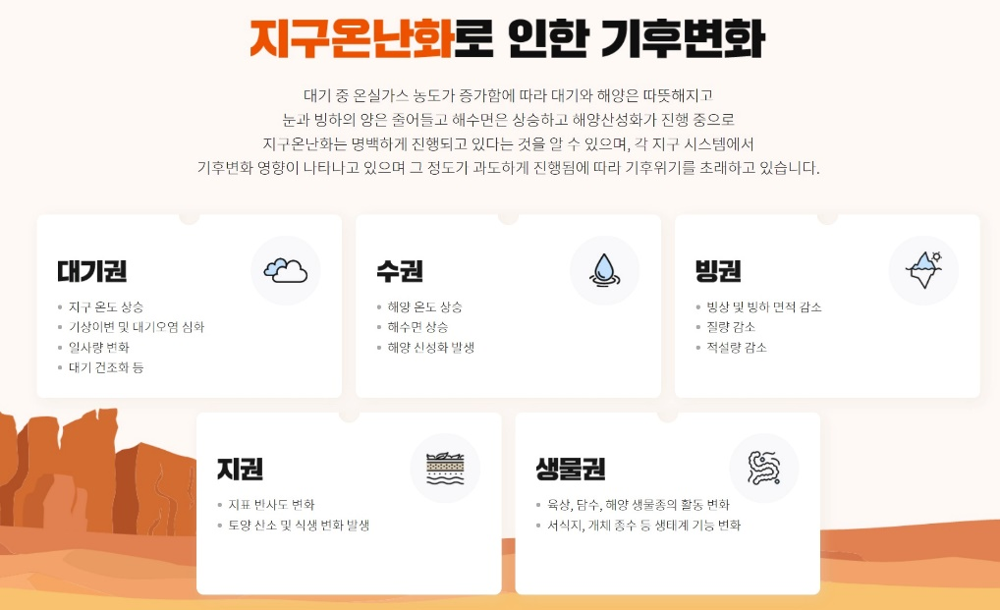 지구온난화로 인한 기후변화
대기 중 온실가스 농도가 증가함에 따라 대기와 해양은 따뜻해지고
눈과 빙하의 양은 줄어들고 해수면은 상승하고 해양산성화가 진행 중으로
지구온난화는 명백하게 진행되고 있다는 것을 알 수 있으며, 각 지구 시스템에서
기후변화 영향이 나타나고 있으며 그 정도가 과도하게 진행됨에 따라 기후위기를 초래하고 있습니다.
대기권
지구 온도 상승
기상이변 및 대기오염 심화
일사량 변화
대기 건조화 등
수권
해양 온도 상승
해수면 상승
해양 산성화 발생
빙권
빙상 및 빙하 면적 감소
질량 감소
적설량 감소
지권
지표 반사도 변화
토양 산소 및 식생 변화 발생
생물권
육상, 담수, 해양 생물종의 활동 변화
서식지, 개체 종수 등 생태계 기능 변화